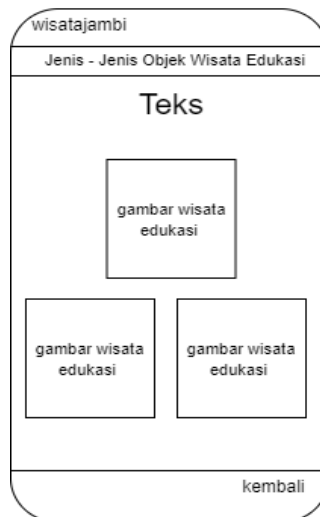 wisatajambi
Jenis - Jenis Objek Wisata Edukasi
Teks
gambar wisata
edukasi
gambar wisata
edukasi
gambar wisata
edukasi
kembali